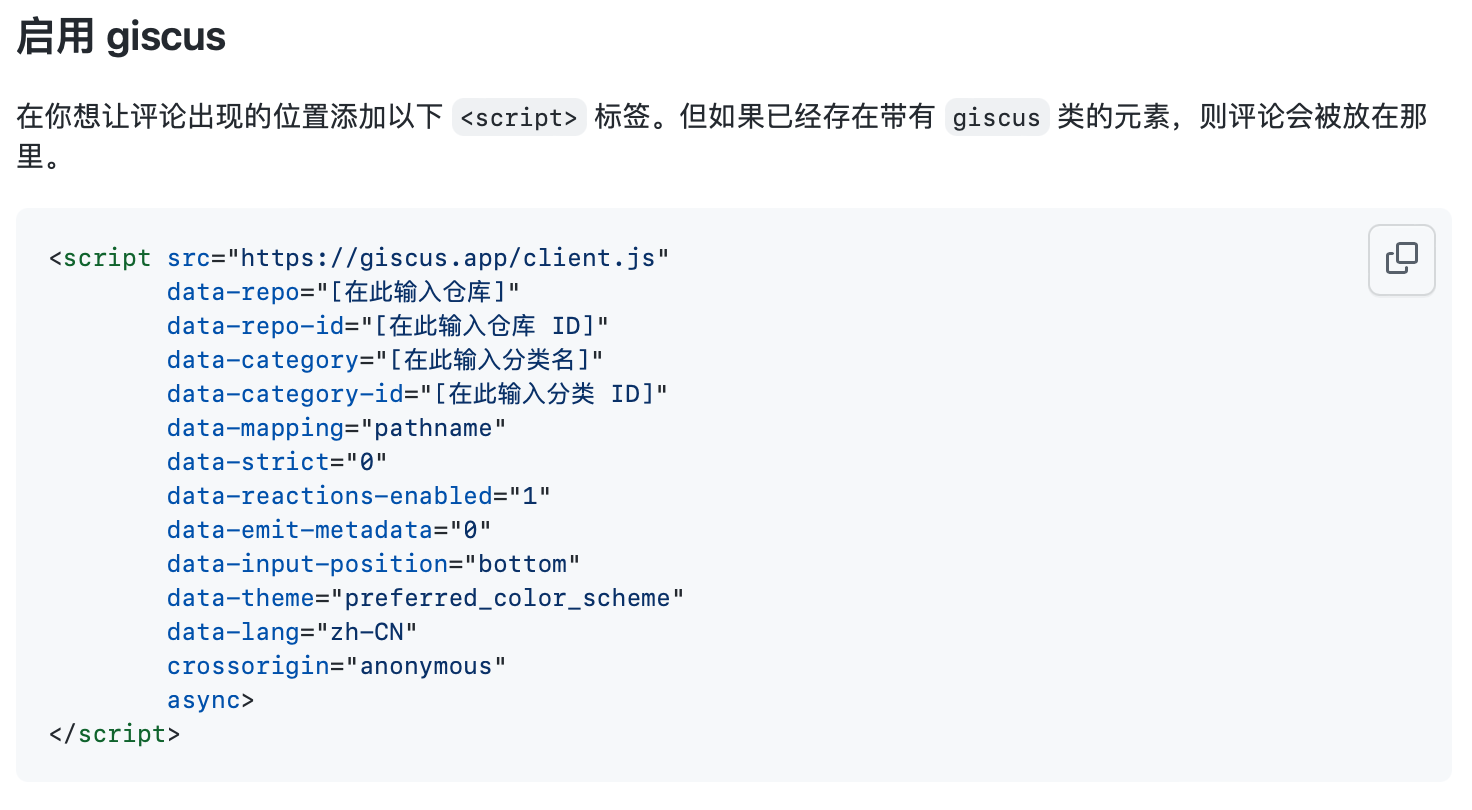 启用 giscus
在你想让评论出现的位置添加以下 <script> 标签。但如果已经存在带有 giscus 类的元素，则评论会被放在那
里。
<script src="https://giscus.app/client.js"
        data-repo="[在此输入仓库]"
        data-repo-id="[在此输入仓库 ID]"
        data-category="[在此输入分类名]"
        data-category-id="[在此输入分类 ID]"
        data-mapping="pathname"
        data-strict="0"
        data-reactions-enabled="1"
        data-emit-metadata="0"
        data-input-position="bottom"
        data-theme="preferred_color_scheme"
        data-lang="zh-CN"
        crossorigin="anonymous"
        async>
</script>